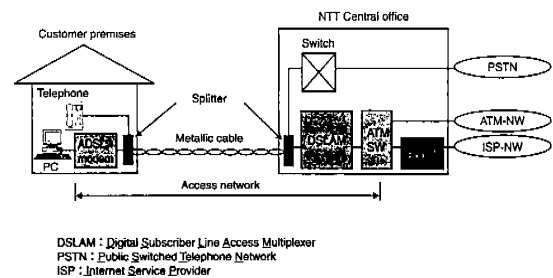 NTT Central office
Customer premises
Switch
PSTN
Telephone
Splitter
ATM-NW
Metallic cable
ADSL modem
DSLAM
ATM SW
ISP-NW
PC
Access network
DSLAM : Digital Subscriber Line Access Multiplexer
PSTN : Public Switched Telephone Network
ISP : Internet Service Provider